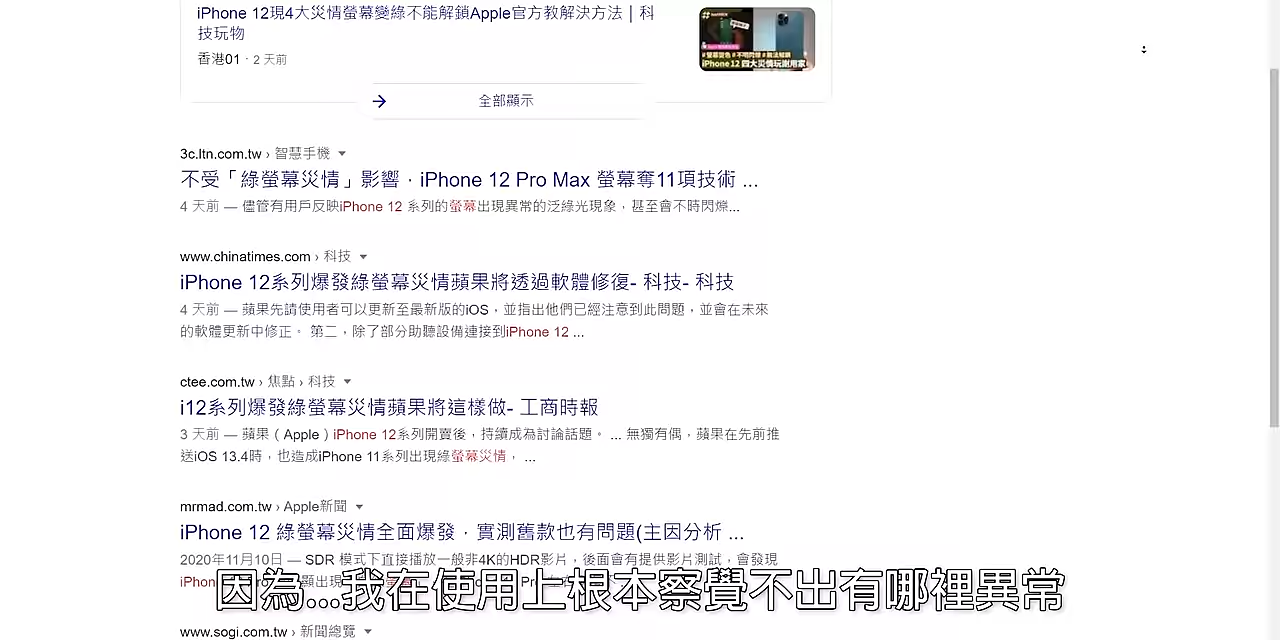 iPhone 12現4大災情螢幕變綠不能解鎖Apple官方教解決方法｜科
技玩物
香港01 · 2 天前
iPhone 12 四大災情玩謝用家
全部顯示
3c.ltn.com.tw › 智慧手機
不受「綠螢幕災情」影響．iPhone 12 Pro Max 螢幕奪11項技術 ...
4 天前 — 儘管有用戶反映iPhone 12 系列的螢幕出現異常的泛綠光現象，甚至會不時閃爍...
www.chinatimes.com › 科技
iPhone 12系列爆發綠螢幕災情蘋果將透過軟體修復- 科技- 科技
4 天前 — 蘋果先請使用者可以更新至最新版的iOS，並指出他們已經注意到此問題，並會在未來
的軟體更新中修正。 第二，除了部分助聽設備連接到iPhone 12 ...
ctee.com.tw › 焦點 › 科技
i12系列爆發綠螢幕災情蘋果將這樣做- 工商時報
3 天前 — 蘋果（Apple）iPhone 12系列開賣後，持續成為討論話題。 ... 無獨有偶，蘋果在先前推
送iOS 13.4時，也造成iPhone 11系列出現綠螢幕災情， ...
mrmad.com.tw › Apple新聞
iPhone 12 綠螢幕災情全面爆發，實測舊款也有問題(主因分析 ...
2020年11月10日 — SDR 模式下直接播放一般非4K的HDR影片，後面會有提供影片測試，會發現
因為...我在使用上根本察覺不出有哪裡異常
www.sogi.com.tw › 新聞總覽